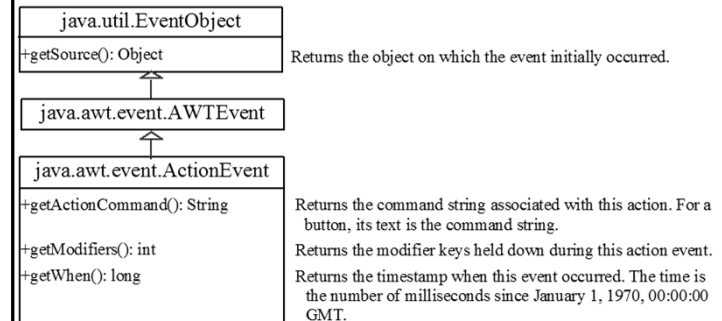 java.util.EventObject
+getSource(): Object
Returns the object on which the event initially occurred.
java.awt.event.AWTEvent
java.awt.event.ActionEvent
+getActionCommand(): String
Returns the command string associated with this action. For a
button, its text is the command string.
+getModifiers(): int
Returns the modifier keys held down during this action event.
+getWhen(): long
Returns the timestamp when this event occurred. The time is
the number of milliseconds since January 1, 1970, 00:00:00
GMT.